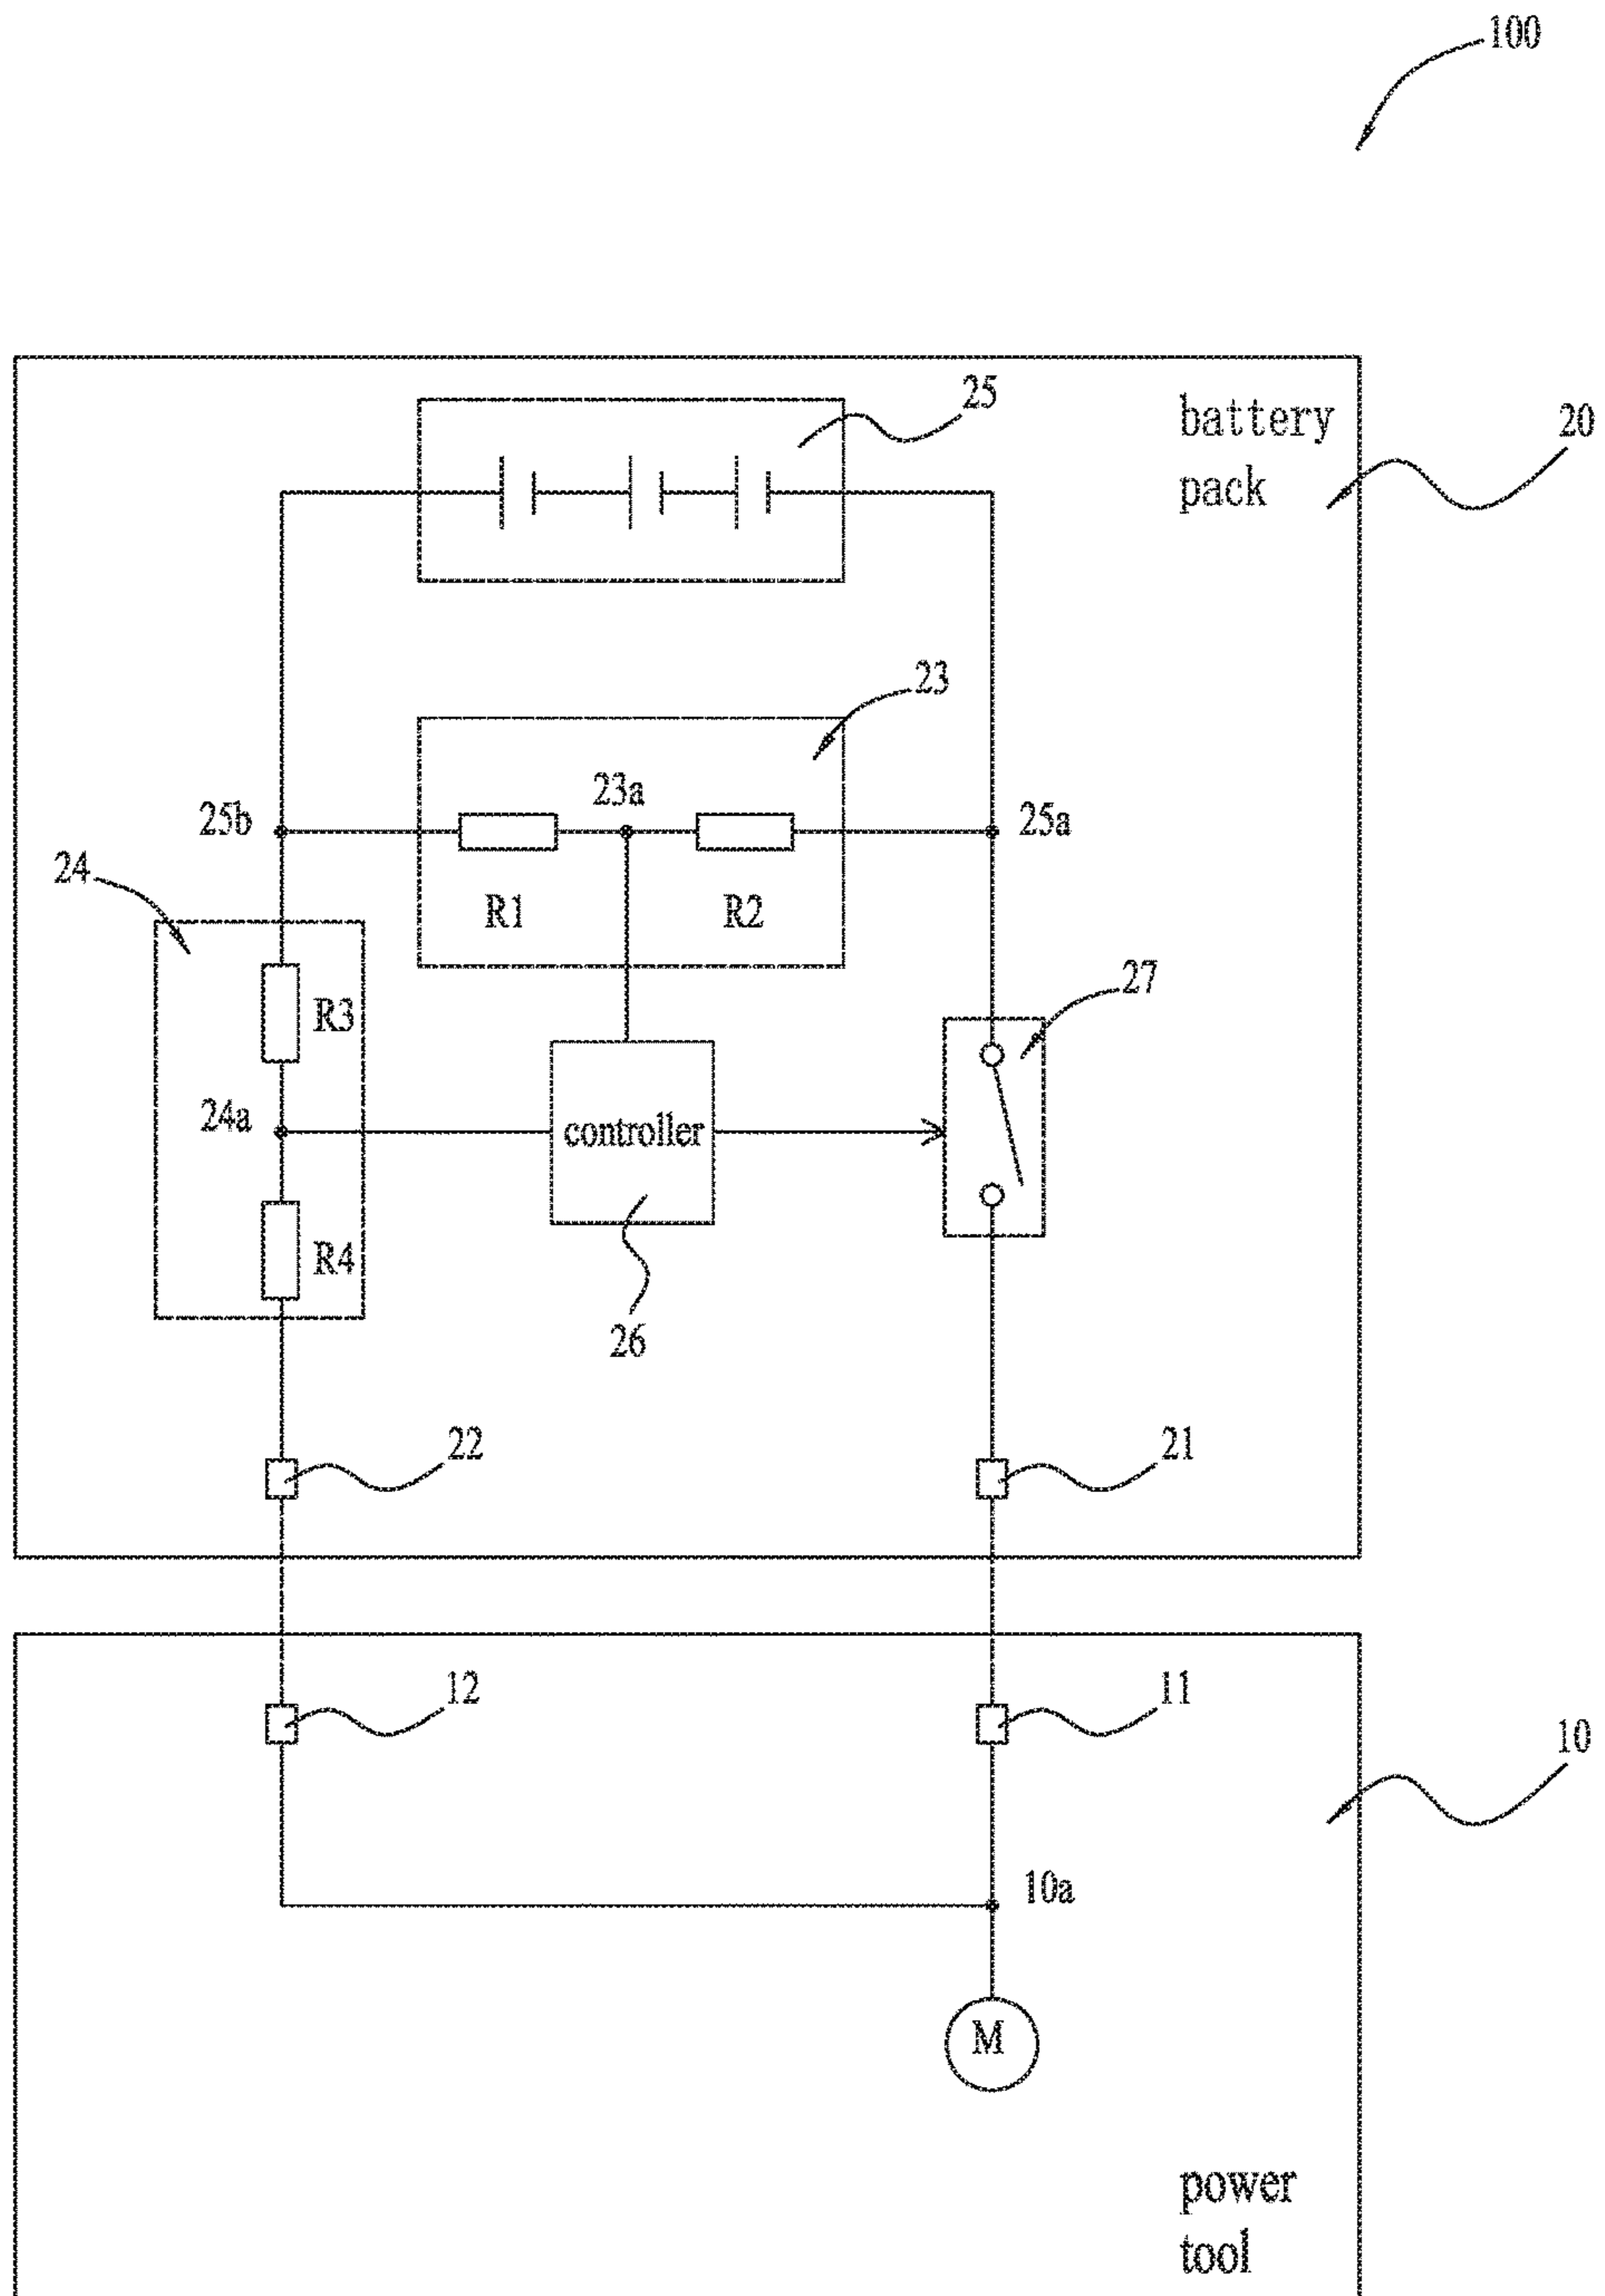 100
25
battery
pack
20
23
23a
25b
25a
24
R1
R2
27
R3
24a
controller
R4
26
22
21
12
11
10
10a
M
power
tool